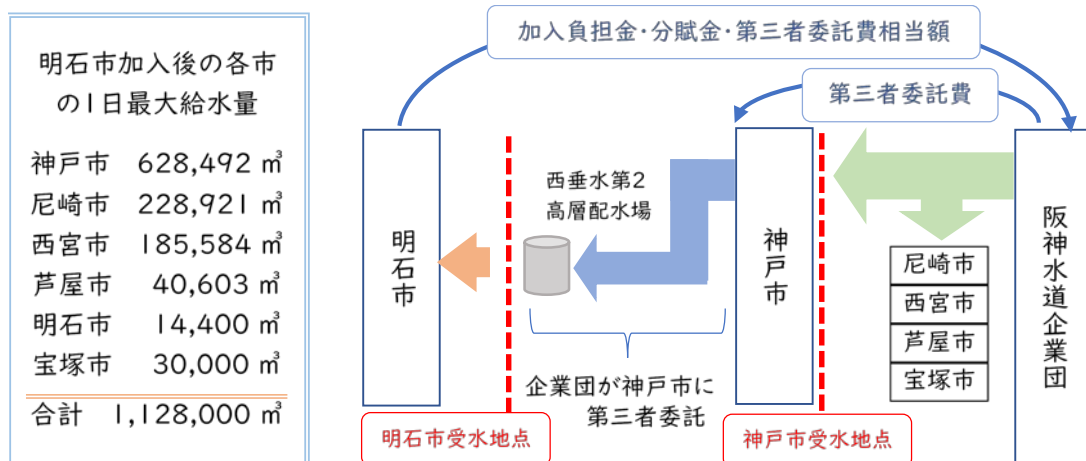 明石市加入後の各市
の1日最大給水量
神戸市 628,492 ㎥
尼崎市 228,921 ㎥
西宮市 185,584 ㎥
芦屋市 40,603 ㎥
明石市 14,400 ㎥
宝塚市 30,000 ㎥
合計 1,128,000 ㎥
加入負担金・分賦金・第三者委託費相当額
第三者委託費
西垂水第2
高層配水場
明石市
神戸市
阪神水道企業団
尼崎市
西宮市
芦屋市
宝塚市
企業団が神戸市に
第三者委託
明石市受水地点
神戸市受水地点